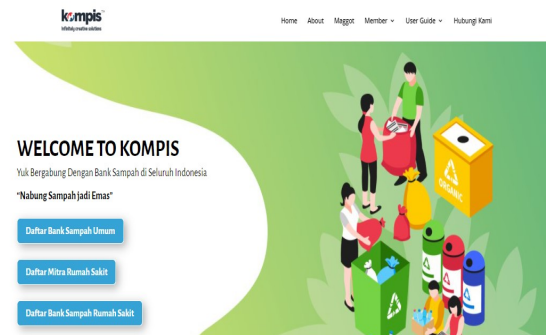 kompis
Infinitely creative solutions
Home About Maggot Member User Guide Hubungi Kami
WELCOME TO KOMPIS
Yuk Bergabung Dengan Bank Sampah di Seluruh Indonesia
"Nabung Sampah jadi Emas"
Daftar Bank Sampah Umum
Daftar Mitra Rumah Sakit
Daftar Bank Sampah Rumah Sakit
ORGANIC